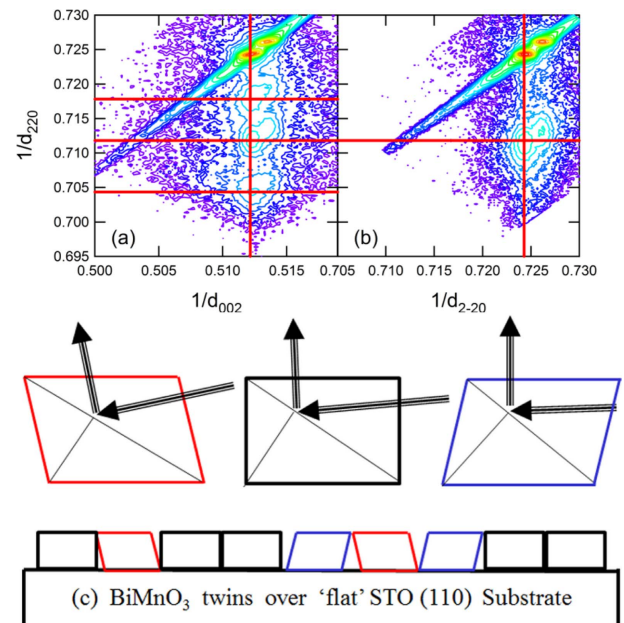 0.730
0.725
0.720
0.715
0.710
0.705
0.700
0.695
1/d220
(a)
(b)
0.500 0.505 0.510 0.515 0.705 0.710 0.720 0.725 0.730
1/d002
1/d2-20
(c) BiMnO3 twins over ‘flat’ STO (110) Substrate